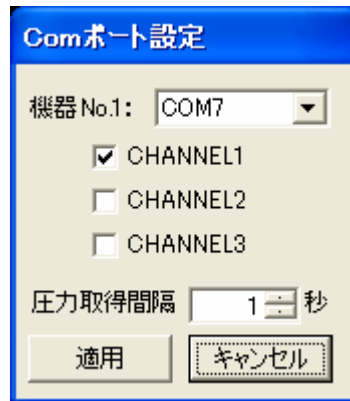 Comポート設定
機器No.1: COM7
CHANNEL1
CHANNEL2
CHANNEL3
圧力取得間隔 1 秒
適用 キャンセル